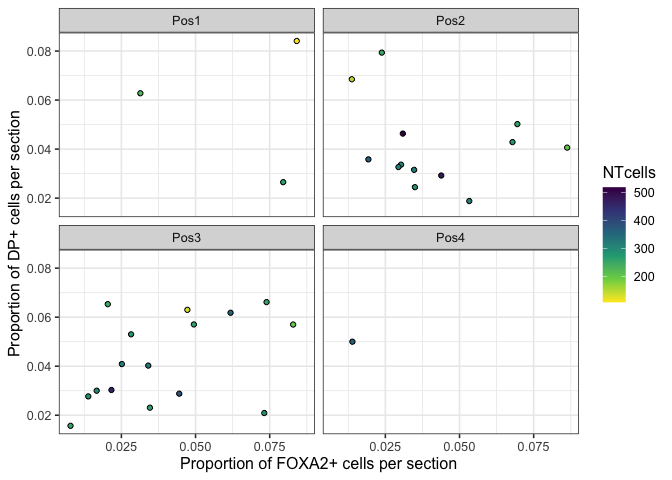 Pos1
Pos2
0.08
0.06
0.04
0.02
Pos3
Pos4
0.08
0.06
0.04
0.02
0.025
0.050
0.075
0.025
0.050
0.075
Proportion of FOXA2+ cells per section
Proportion of DP+ cells per section
NTcells
500
400
300
200